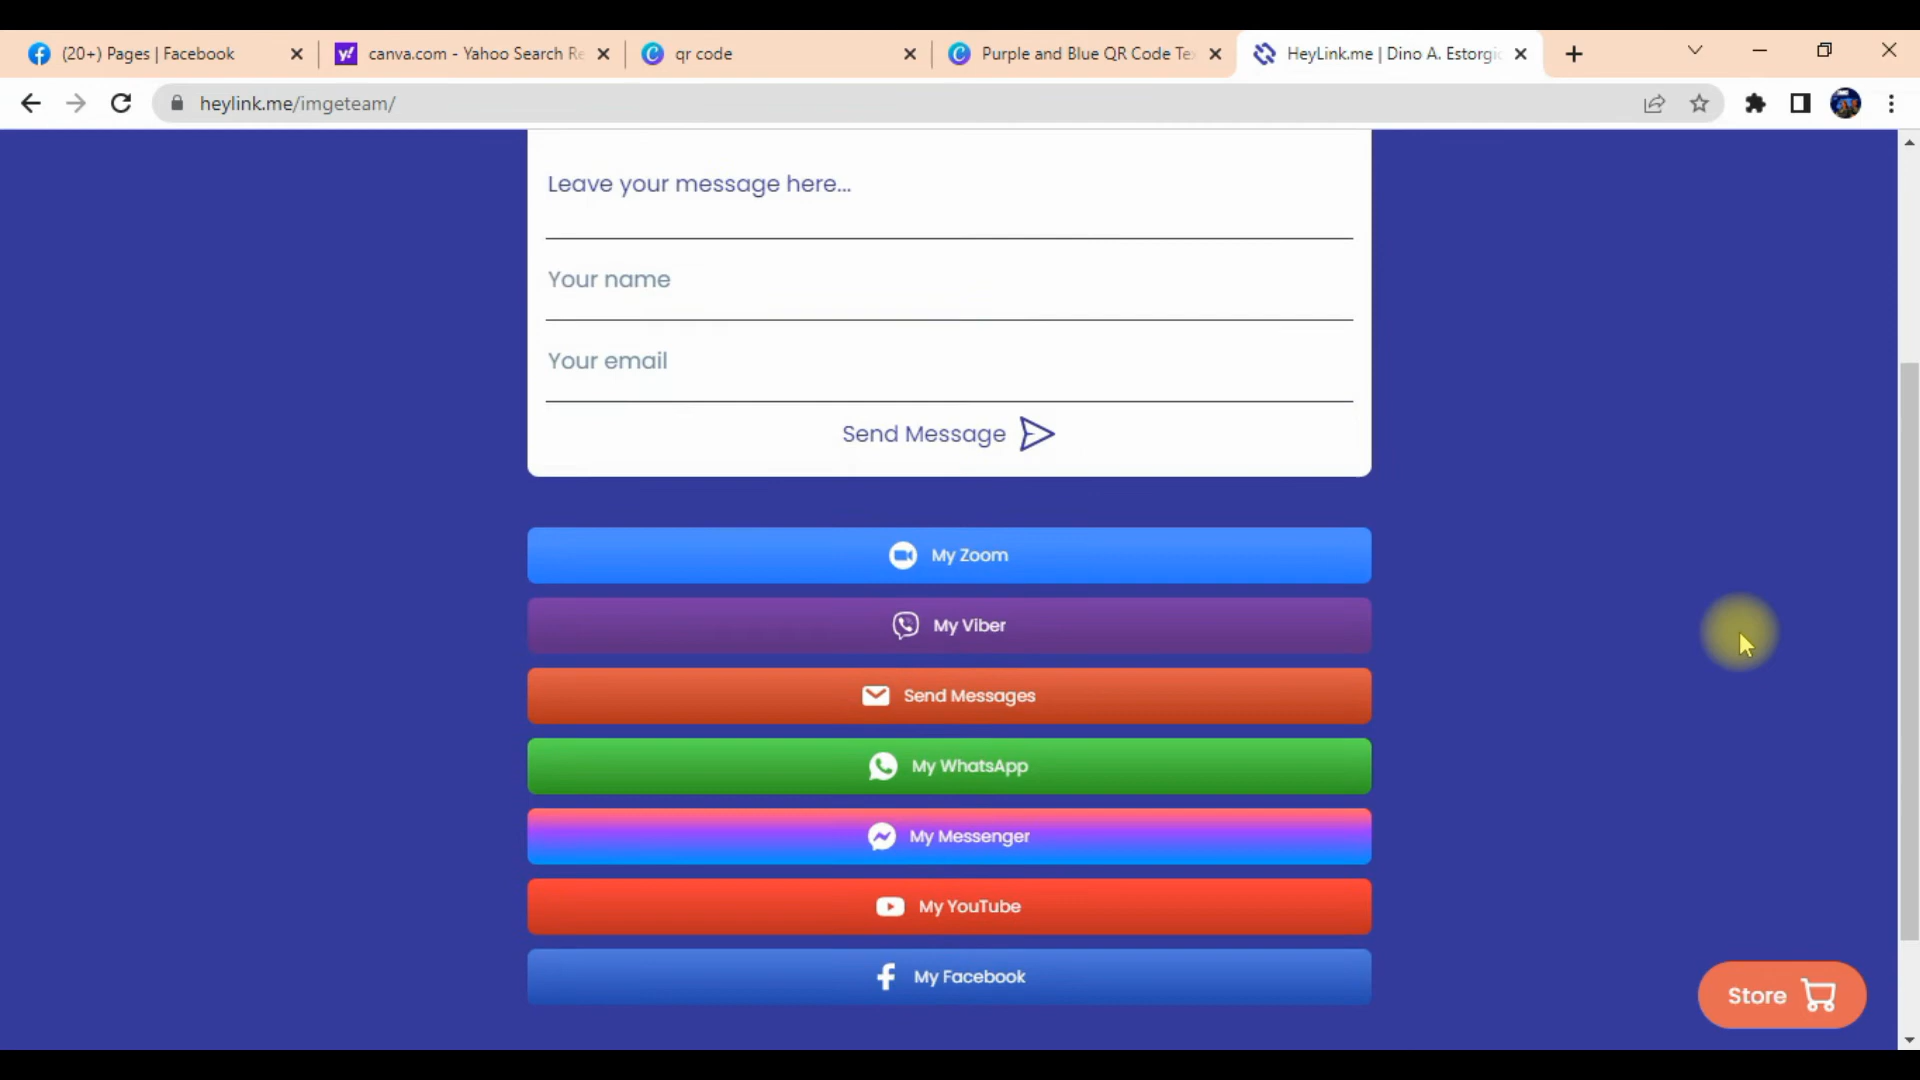 (20+) Pages | Facebook
canva.com - Yahoo Search Re
qr code
Purple and Blue QR Code Te
HeyLink.me | Dino A. Estorgi
heylink.me/imgeteam/
Leave your message here...
Your name
Your email
Send Message
My Zoom
My Viber
Send Messages
My WhatsApp
My Messenger
My YouTube
My Facebook
Store